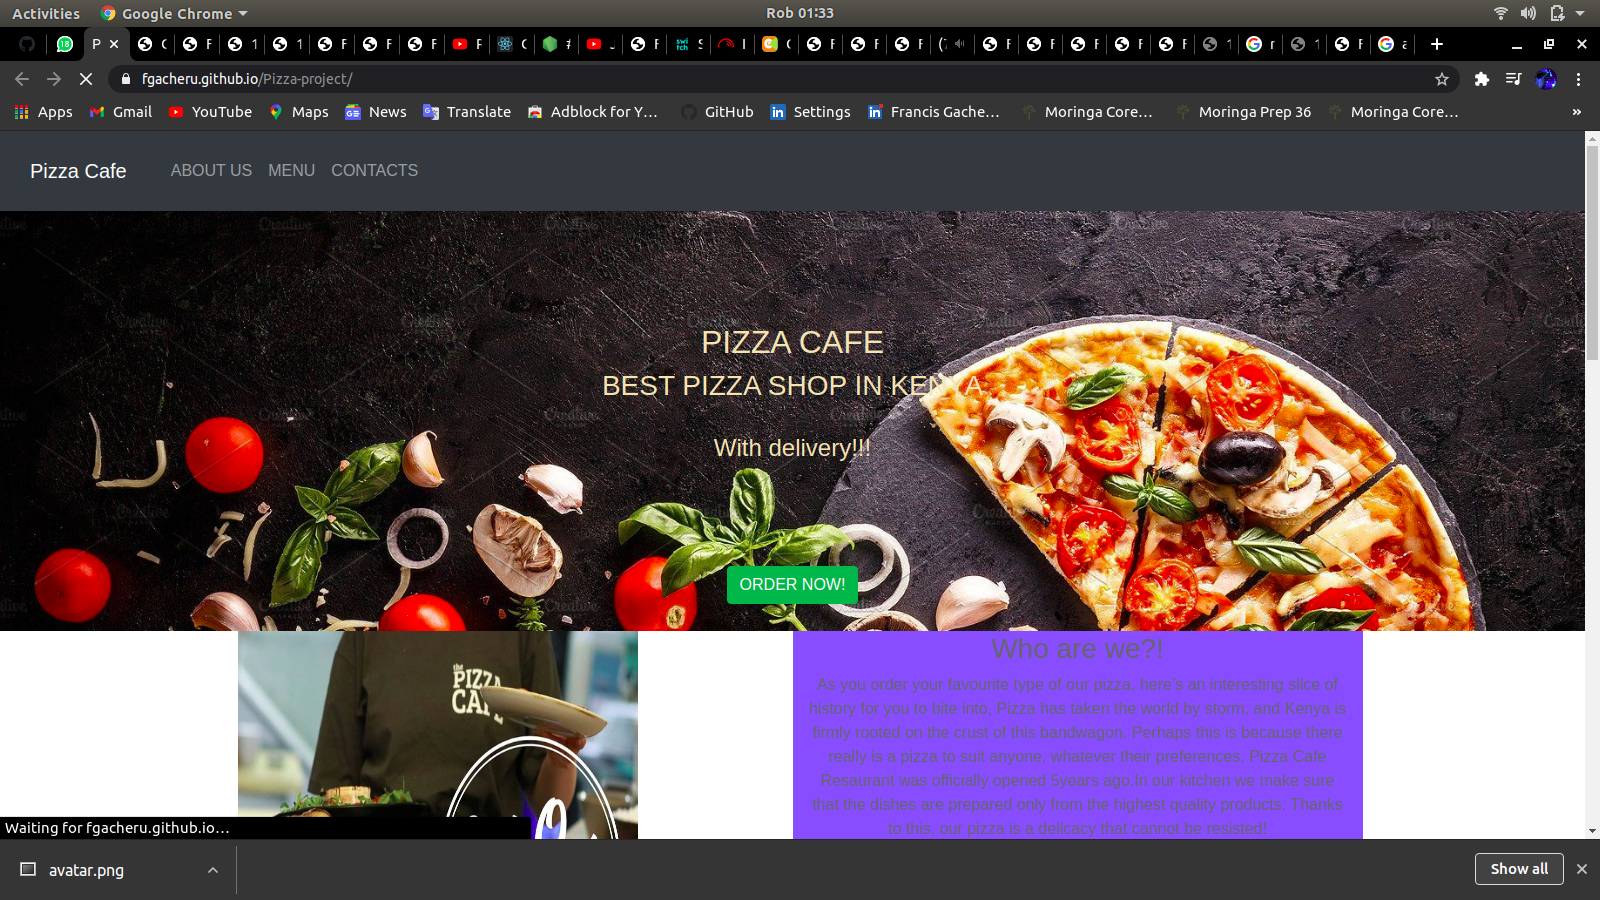 Activities Google Chrome Rob 01:33
18 P
fgacheru.github.io/Pizza-project/
Apps Gmail YouTube Maps News Translate Adblock for Y… GitHub Settings Francis Gache… Moringa Core… Moringa Prep 36 Moringa Core… »
Pizza Cafe ABOUT US MENU CONTACTS
PIZZA CAFE
BEST PIZZA SHOP IN KENYA
With delivery!!!
ORDER NOW!
the
PIZZA
CAFE
Who are we?!
As you order your favourite type of our pizza, here's an interesting slice of
history for you to bite into, Pizza has taken the world by storm, and Kenya is
firmly rooted on the crust of this bandwagon. Perhaps this is because there
really is a pizza to suit anyone, whatever their preferences. Pizza Cafe
Resaurant was officially opened 5years ago.In our kitchen we make sure
that the dishes are prepared only from the highest quality products. Thanks
to this, our pizza is a delicacy that cannot be resisted!
Waiting for fgacheru.github.io…
avatar.png Show all